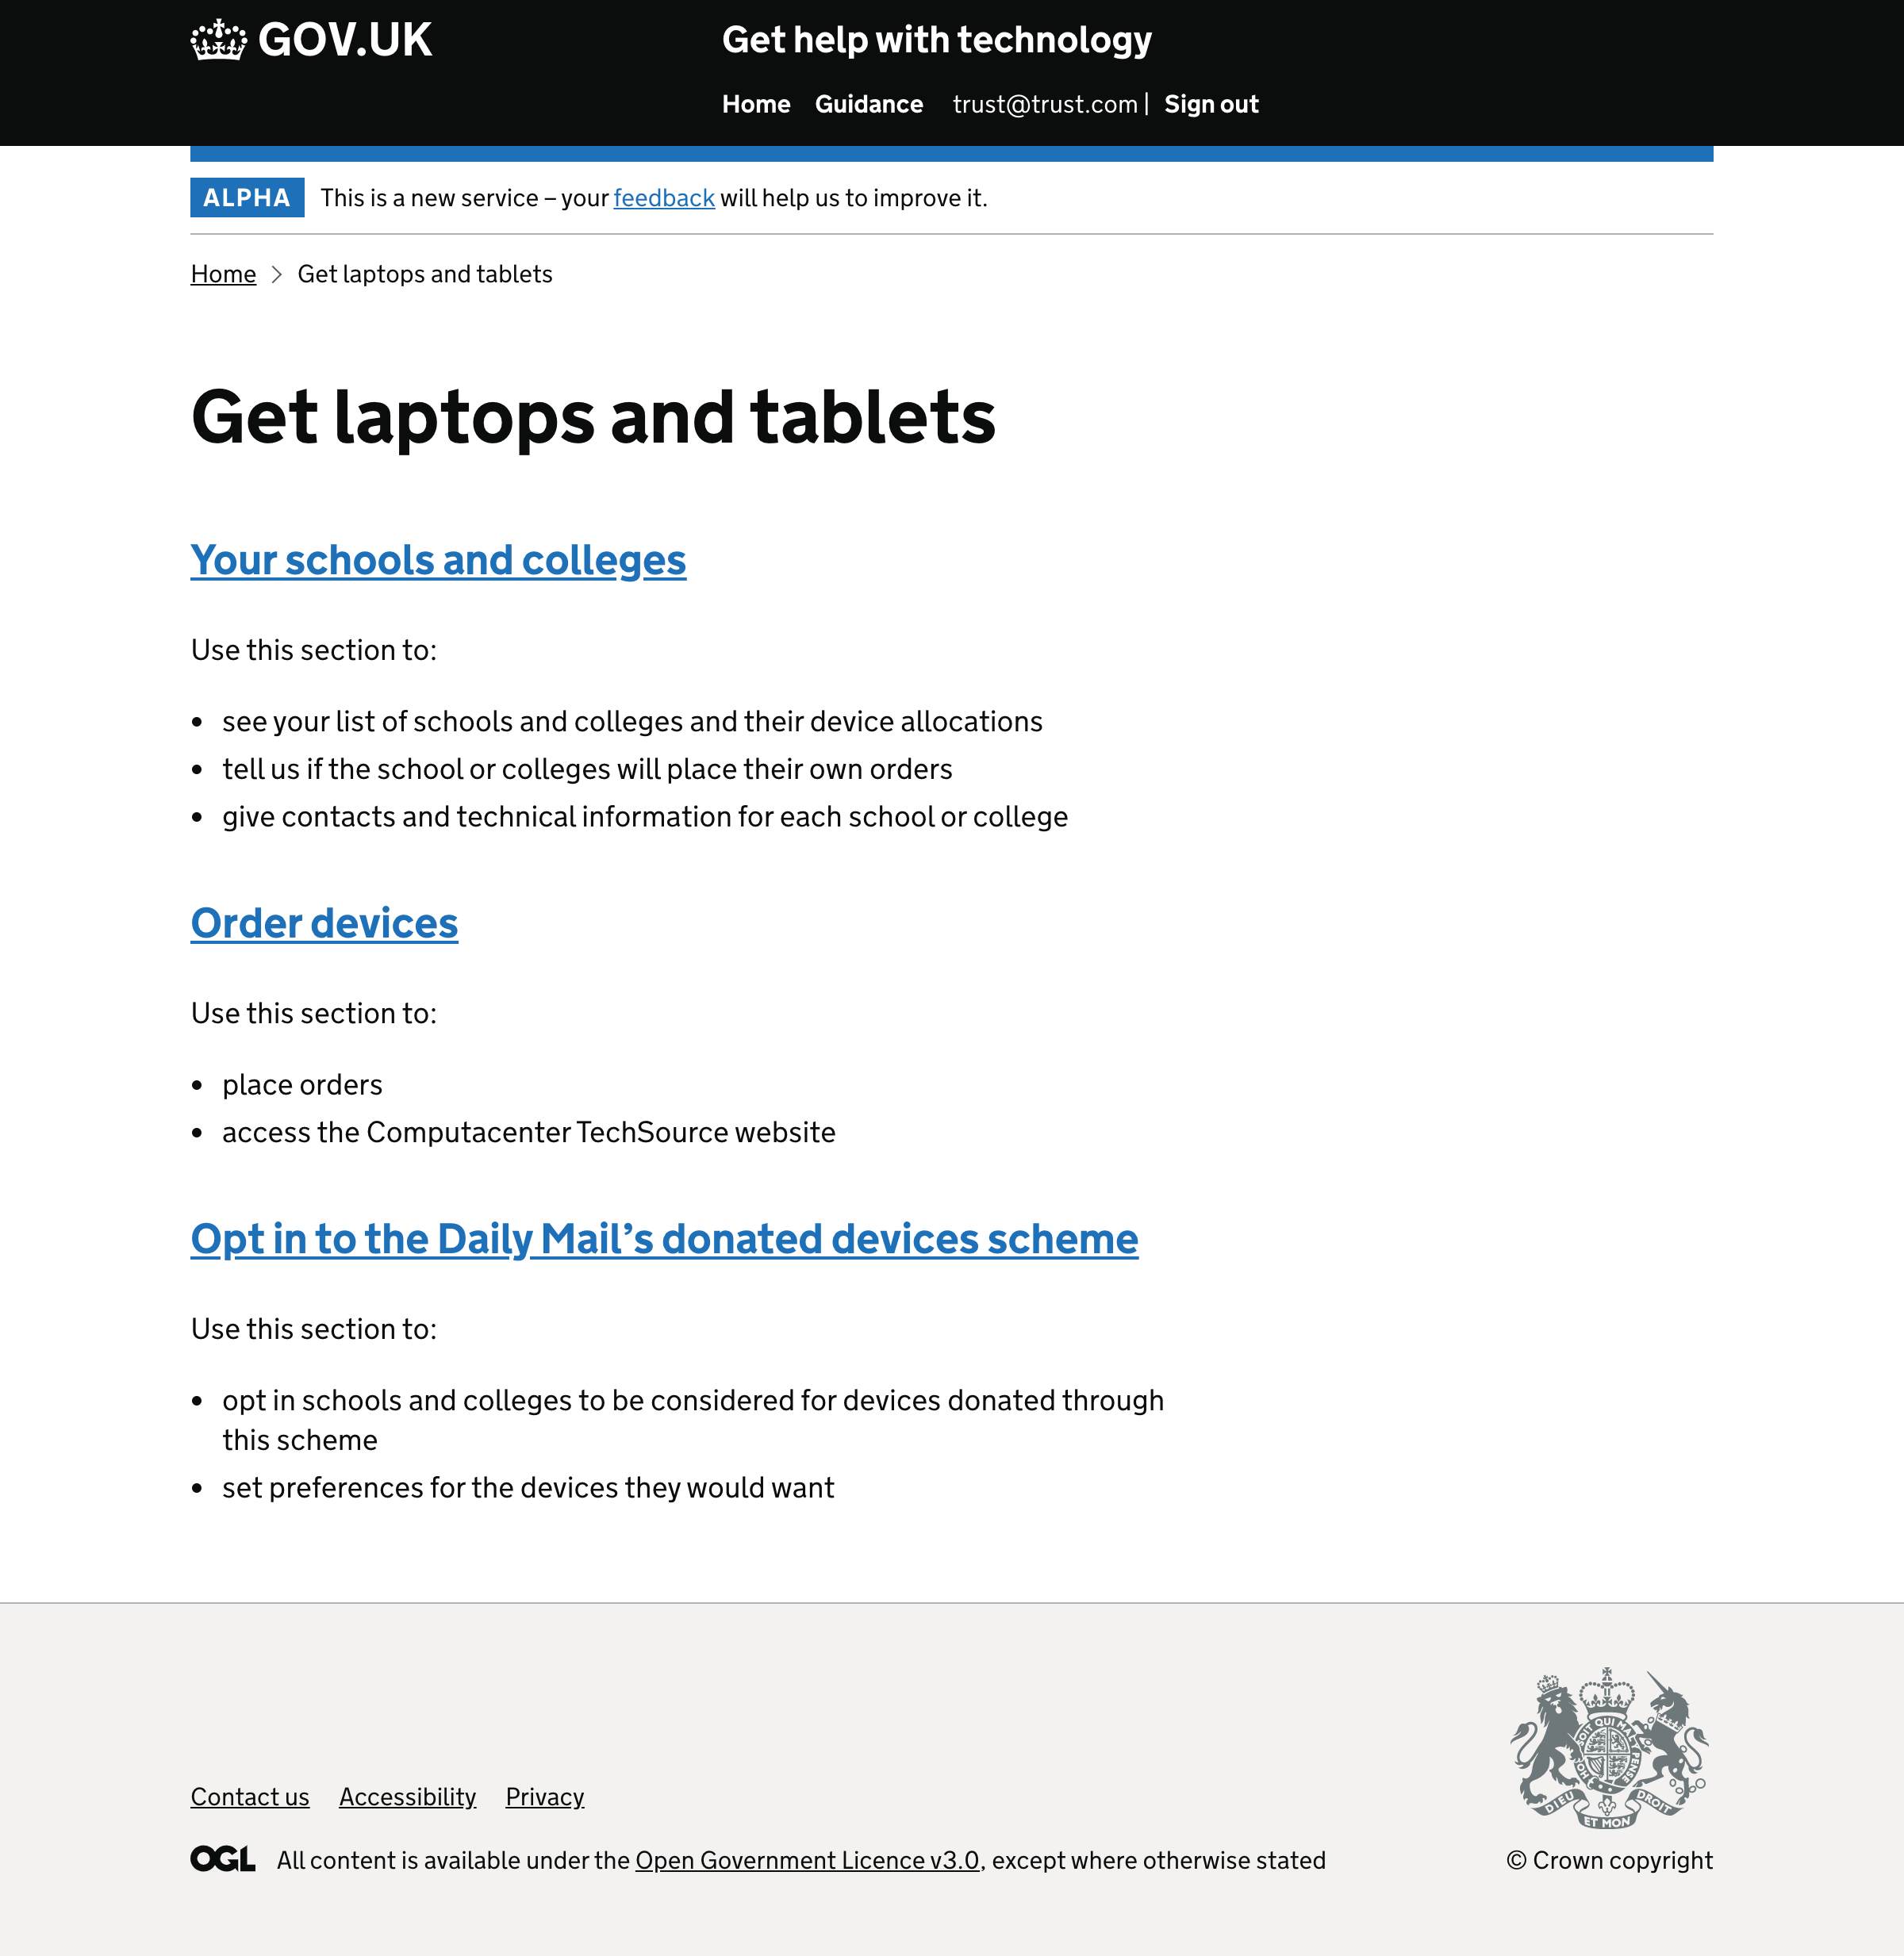 GOV.UK
Get help with technology
Home Guidance trust@trust.com | Sign out
ALPHA This is a new service – your feedback will help us to improve it.
Home > Get laptops and tablets
Get laptops and tablets
Your schools and colleges
Use this section to:
• see your list of schools and colleges and their device allocations
• tell us if the school or colleges will place their own orders
• give contacts and technical information for each school or college
Order devices
Use this section to:
• place orders
• access the Computacenter TechSource website
Opt in to the Daily Mail’s donated devices scheme
Use this section to:
• opt in schools and colleges to be considered for devices donated through
this scheme
• set preferences for the devices they would want
DIEU ET MON DROIT
Contact us Accessibility Privacy
OGL All content is available under the Open Government Licence v3.0, except where otherwise stated
© Crown copyright